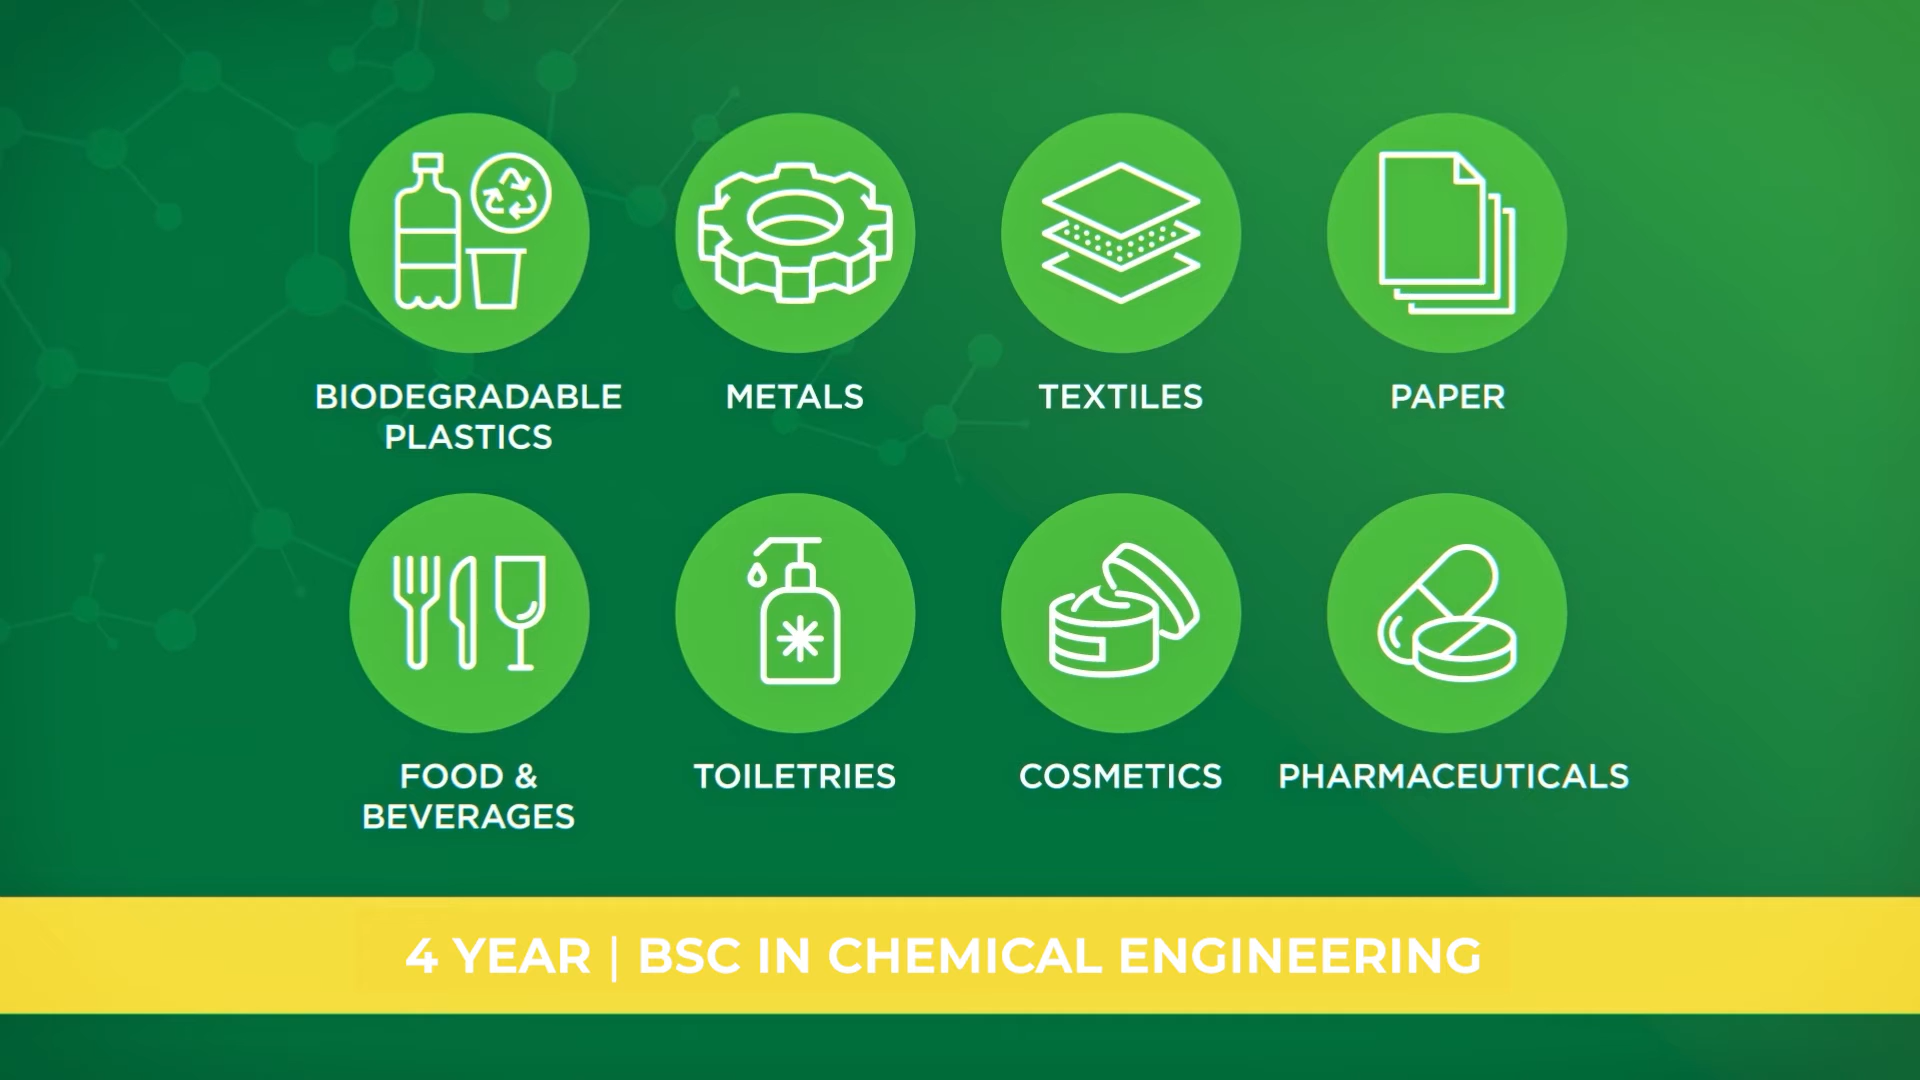 BIODEGRADABLE
PLASTICS
METALS
TEXTILES
PAPER
FOOD &
BEVERAGES
TOILETRIES
COSMETICS
PHARMACEUTICALS
4 YEAR | BSC IN CHEMICAL ENGINEERING